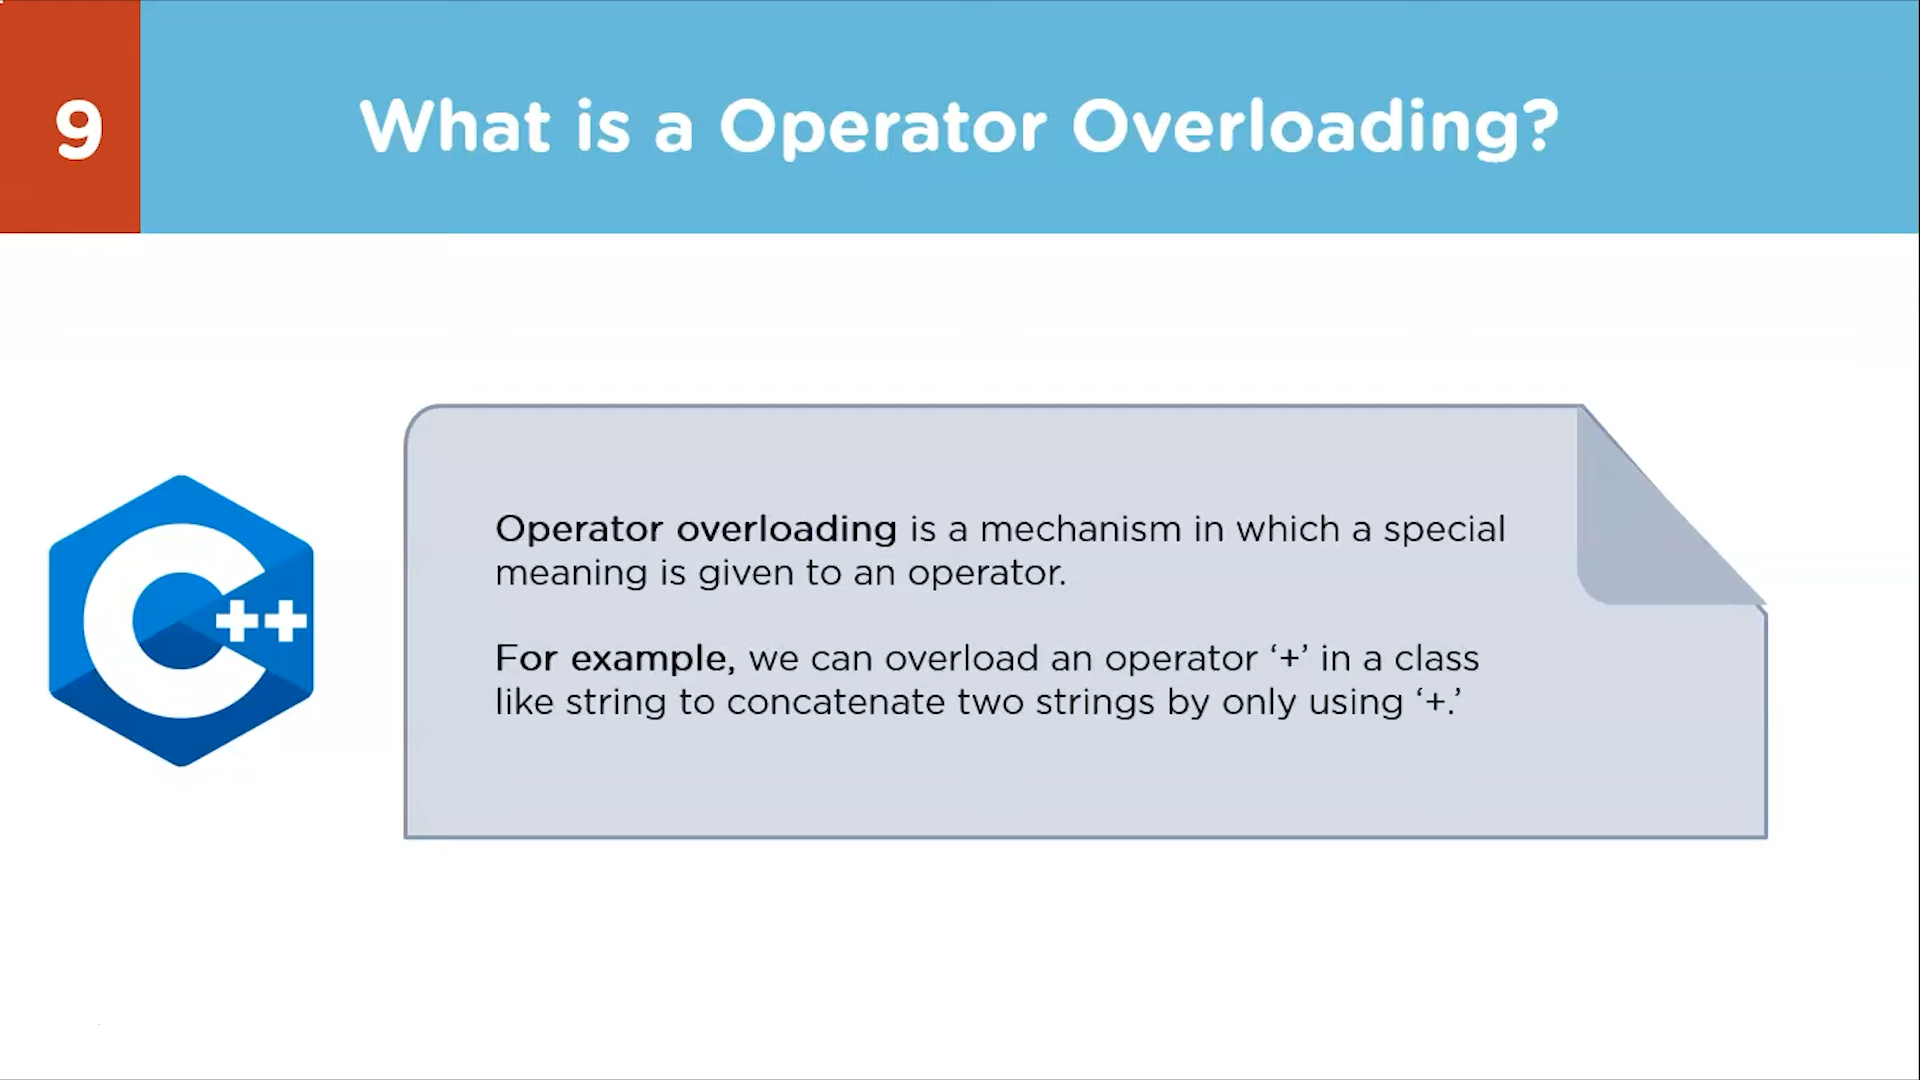 9
What is a Operator Overloading?
C++
Operator overloading is a mechanism in which a special
meaning is given to an operator.
For example, we can overload an operator ‘+’ in a class
like string to concatenate two strings by only using ‘+.’